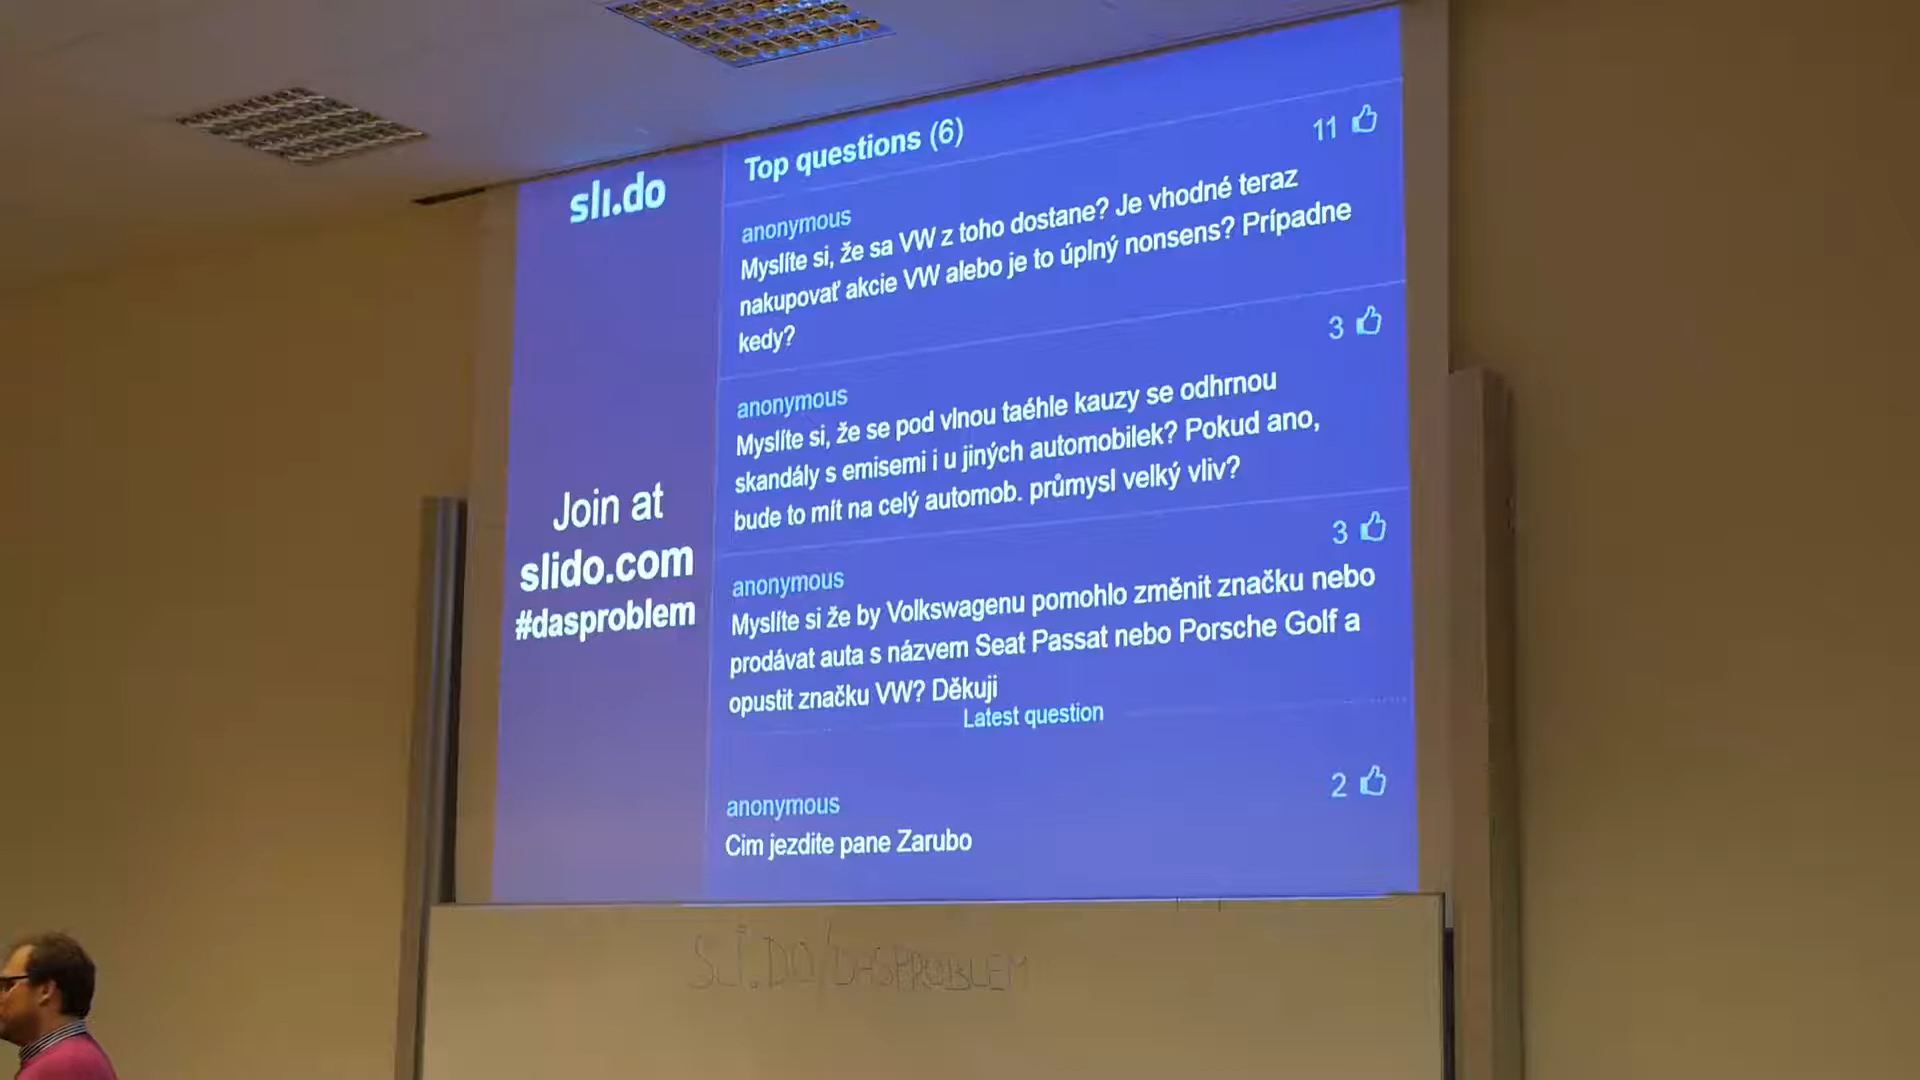 sli.do
Join at
slido.com
#dasproblem
Top questions (6)
11
anonymous
Myslíte si, že sa VW z toho dostane? Je vhodné teraz
nakupovať akcie VW alebo je to úplný nonsens? Prípadne
kedy?
3
anonymous
Myslíte si, že se pod vlnou taéhle kauzy se odhrnou
skandály s emisemi i u jiných automobilek? Pokud ano,
bude to mít na celý automob. průmysl velký vliv?
3
anonymous
Myslíte si že by Volkswagenu pomohlo změnit značku nebo
prodávat auta s názvem Seat Passat nebo Porsche Golf a
opustit značku VW? Děkuji
Latest question
2
anonymous
Cim jezdite pane Zarubo
SLI.DO/DASPROBLEM